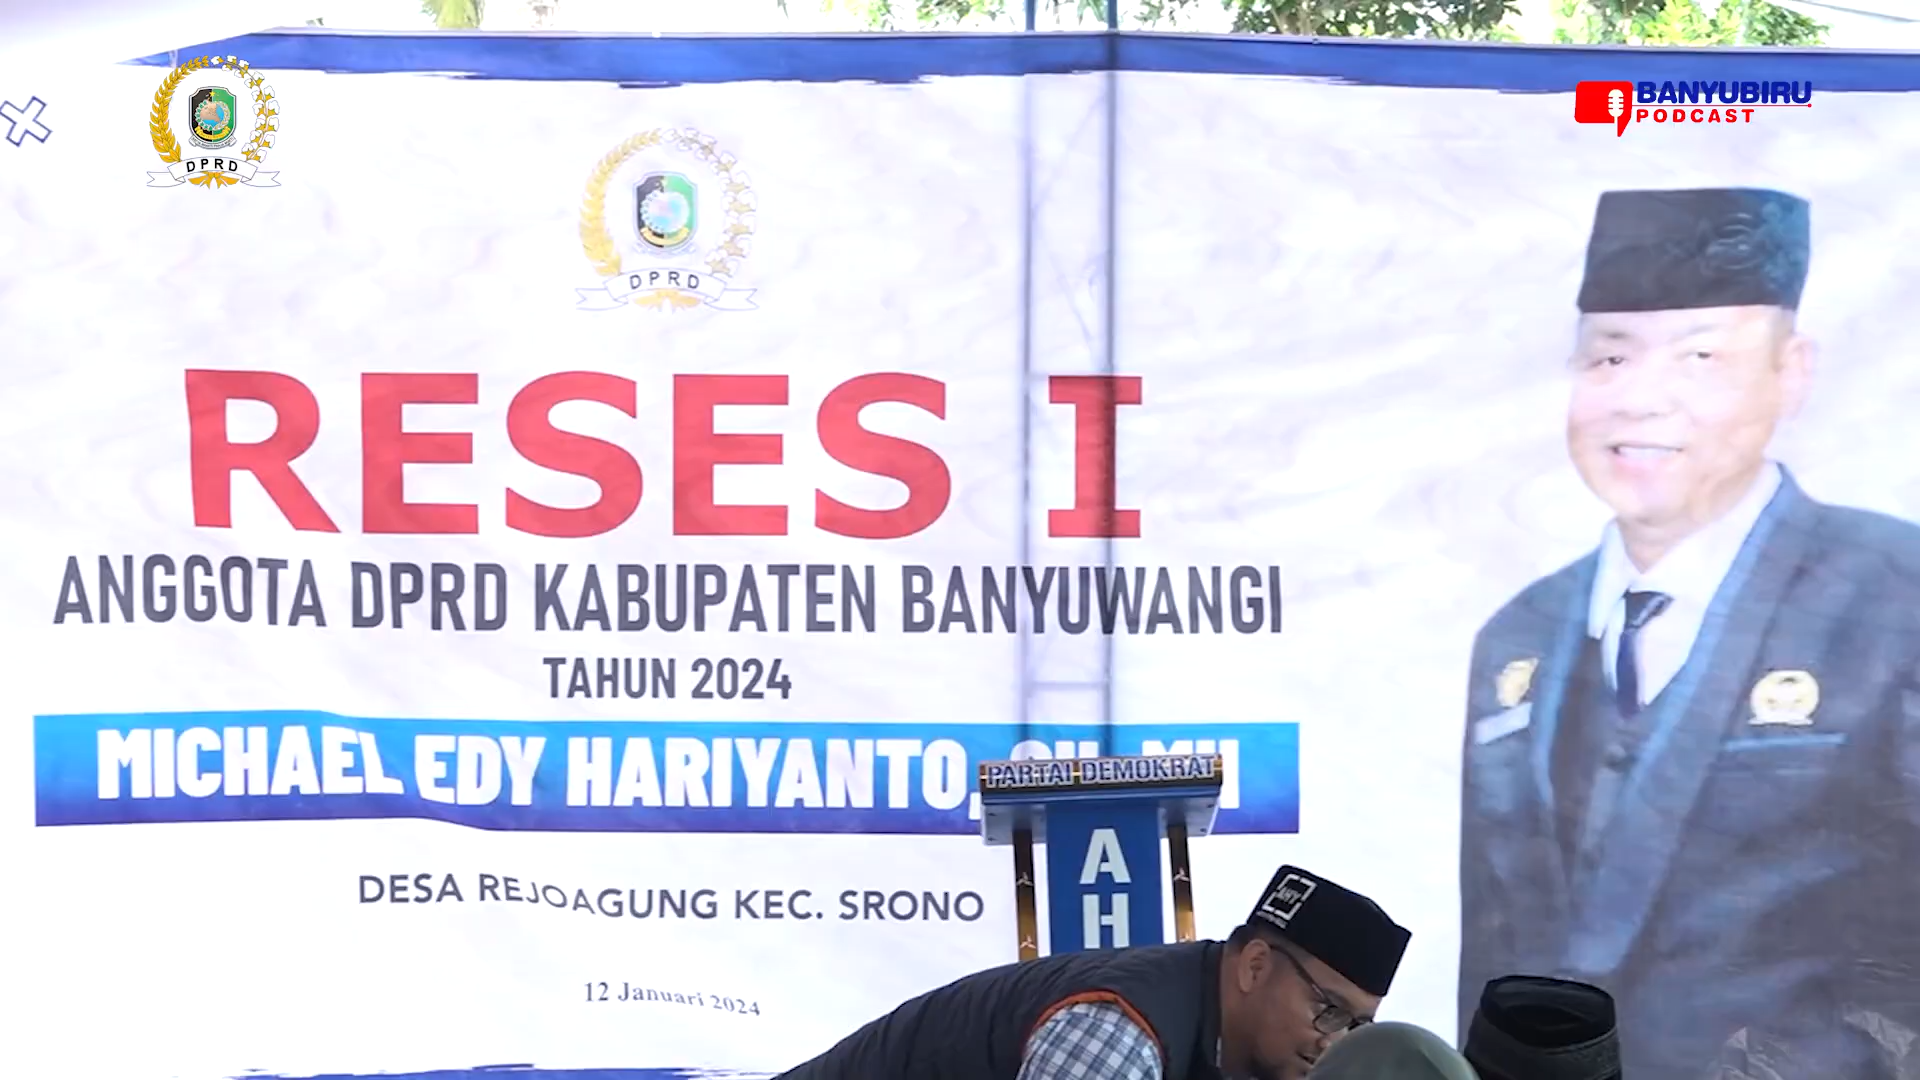 DPRD
BANYUBIRU
PODCAST
DPRD
RESES I
ANGGOTA DPRD KABUPATEN BANYUWANGI
TAHUN 2024
MICHAEL EDY HARIYANTO,
PARTAI DEMOKRAT
A
H
DESA REJOAGUNG KEC. SRONO
AHY
12 Januari 2024